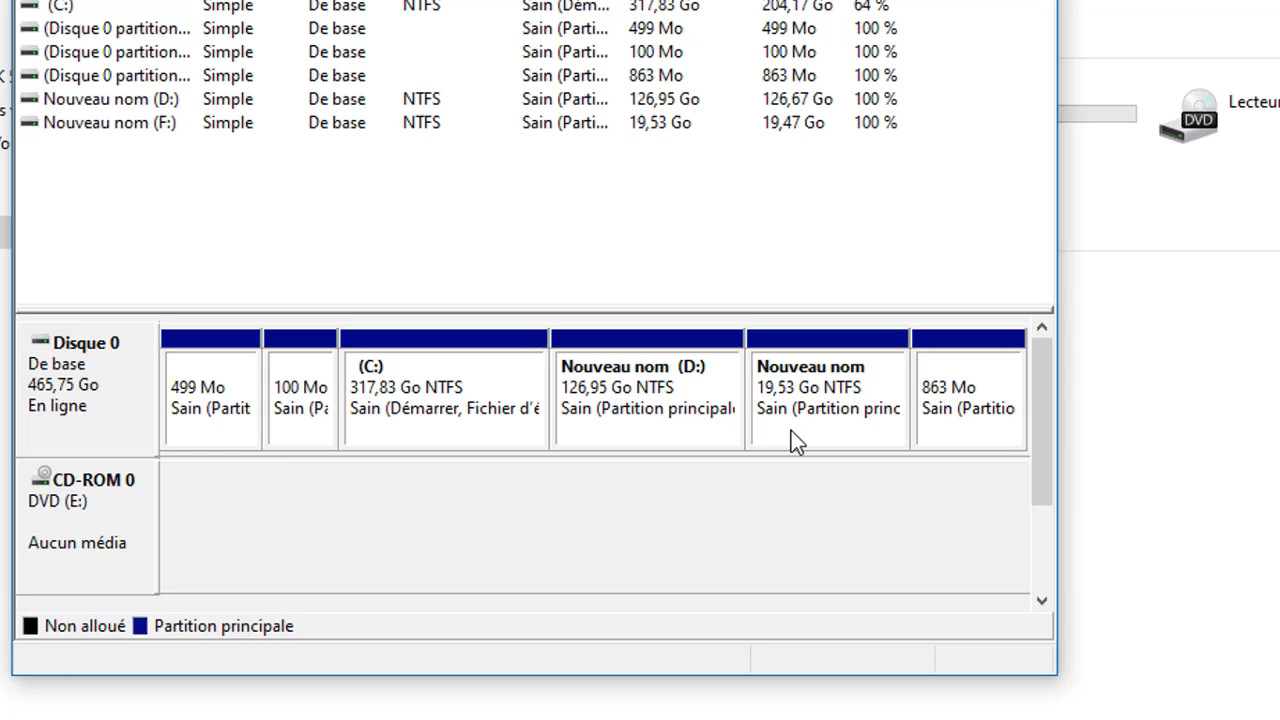 (C:) Simple De base NTFS Sain (Dém... 317,83 Go 204,17 Go 64 %
(Disque 0 partition... Simple De base Sain (Parti... 499 Mo 499 Mo 100 %
(Disque 0 partition... Simple De base Sain (Parti... 100 Mo 100 Mo 100 %
(Disque 0 partition... Simple De base Sain (Parti... 863 Mo 863 Mo 100 %
Nouveau nom (D:) Simple De base NTFS Sain (Parti... 126,95 Go 126,67 Go 100 %
Nouveau nom (F:) Simple De base NTFS Sain (Parti... 19,53 Go 19,47 Go 100 %
DVD
Lecteur
Disque 0
De base
465,75 Go
En ligne
499 Mo
Sain (Partit
100 Mo
Sain (Pa
(C:)
317,83 Go NTFS
Sain (Démarrer, Fichier d'é
Nouveau nom (D:)
126,95 Go NTFS
Sain (Partition principale
Nouveau nom
19,53 Go NTFS
Sain (Partition princ
863 Mo
Sain (Partitio
CD-ROM 0
DVD (E:)
Aucun média
Non alloué Partition principale